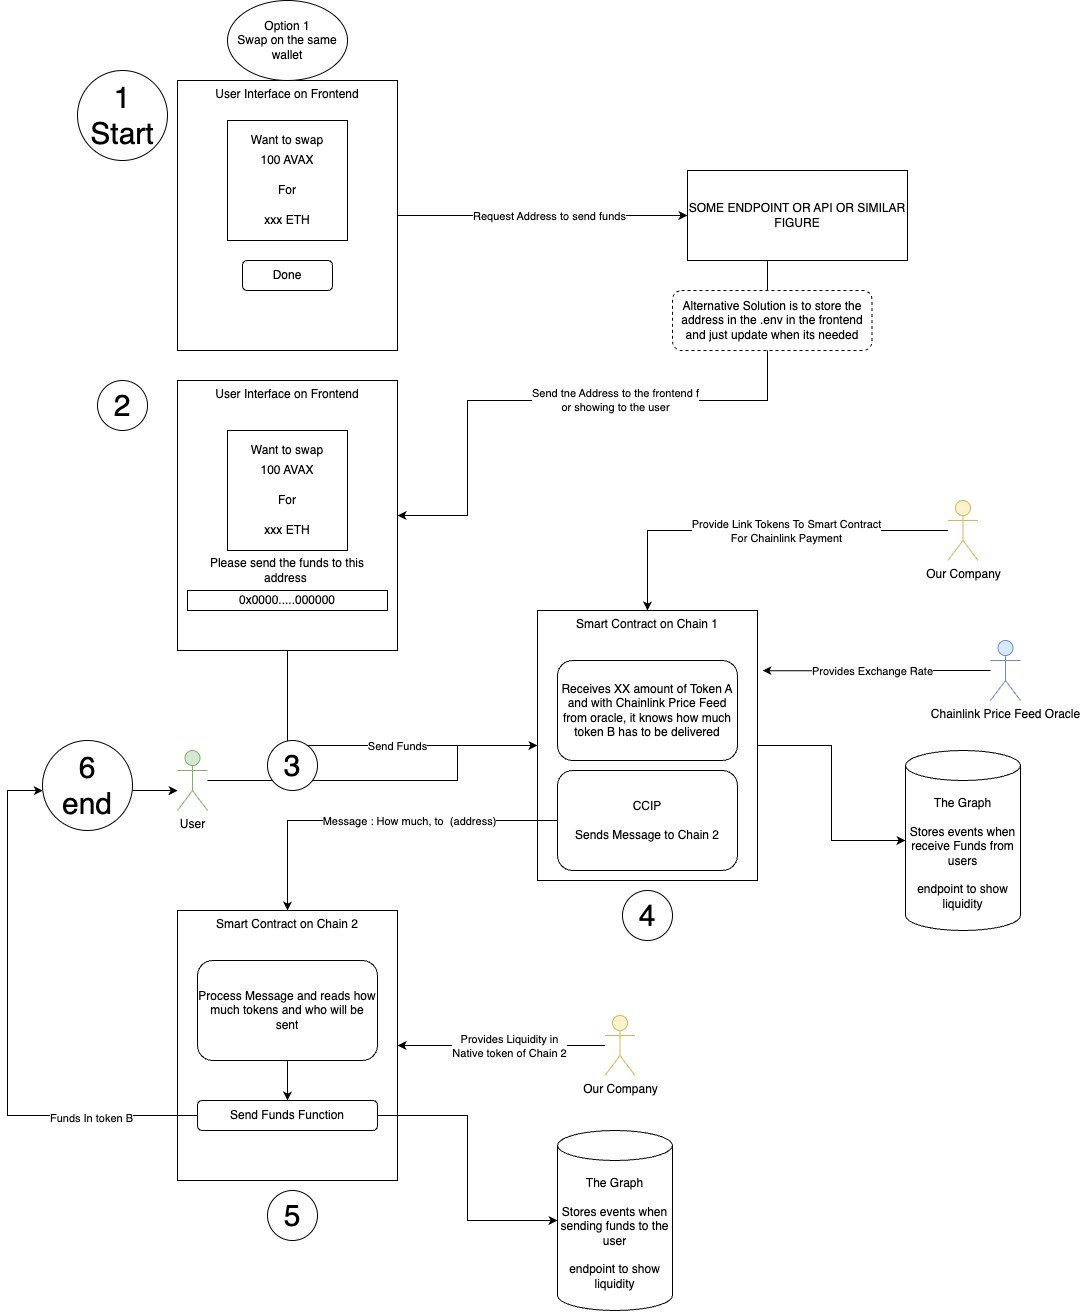 Option 1
Swap on the same
wallet
1
Start
User Interface on Frontend
Want to swap
100 AVAX
For
xxx ETH
Done
Request Address to send funds
SOME ENDPOINT OR API OR SIMILAR
FIGURE
Alternative Solution is to store the
address in the .env in the frontend
and just update when its needed
Send tne Address to the frontend f
or showing to the user
2
User Interface on Frontend
Want to swap
100 AVAX
For
xxx ETH
Please send the funds to this
address
0x0000.....000000
Provide Link Tokens To Smart Contract
For Chainlink Payment
Our Company
Smart Contract on Chain 1
Receives XX amount of Token A
and with Chainlink Price Feed
from oracle, it knows how much
token B has to be delivered
Provides Exchange Rate
Chainlink Price Feed Oracle
3
Send Funds
User
6
end
CCIP
Sends Message to Chain 2
Message : How much, to (address)
4
The Graph
Stores events when
receive Funds from
users
endpoint to show
liquidity
Smart Contract on Chain 2
Process Message and reads how
much tokens and who will be
sent
Provides Liquidity in
Native token of Chain 2
Our Company
Send Funds Function
Funds In token B
5
The Graph
Stores events when
sending funds to the
user
endpoint to show
liquidity